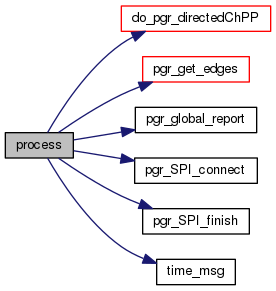 do_pgr_directedChPP
pgr_get_edges
pgr_global_report
process
pgr_SPI_connect
pgr_SPI_finish
time_msg